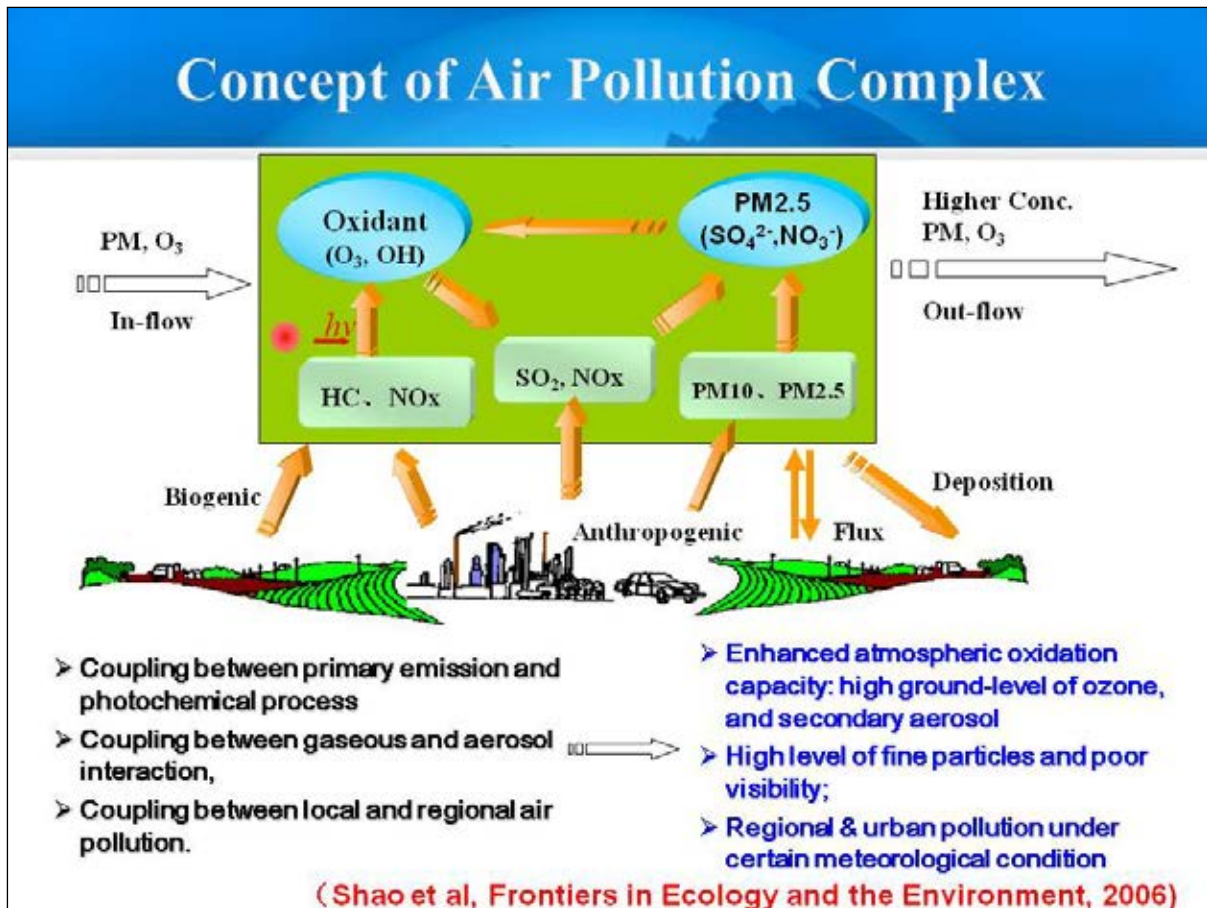 Concept of Air Pollution Complex
PM, O₃
In-flow
Oxidant
(O₃, OH)
PM2.5
(SO₄²⁻,NO₃⁻)
Higher Conc.
PM, O₃
Out-flow
hv
HC、NOx
SO₂, NOx
PM10、PM2.5
Biogenic
Anthropogenic
Flux
Deposition
➢ Coupling between primary emission and
photochemical process
➢ Coupling between gaseous and aerosol
interaction,
➢ Coupling between local and regional air
pollution.
➢ Enhanced atmospheric oxidation
capacity: high ground-level of ozone,
and secondary aerosol
➢ High level of fine particles and poor
visibility;
➢ Regional & urban pollution under
certain meteorological condition
（Shao et al, Frontiers in Ecology and the Environment, 2006)